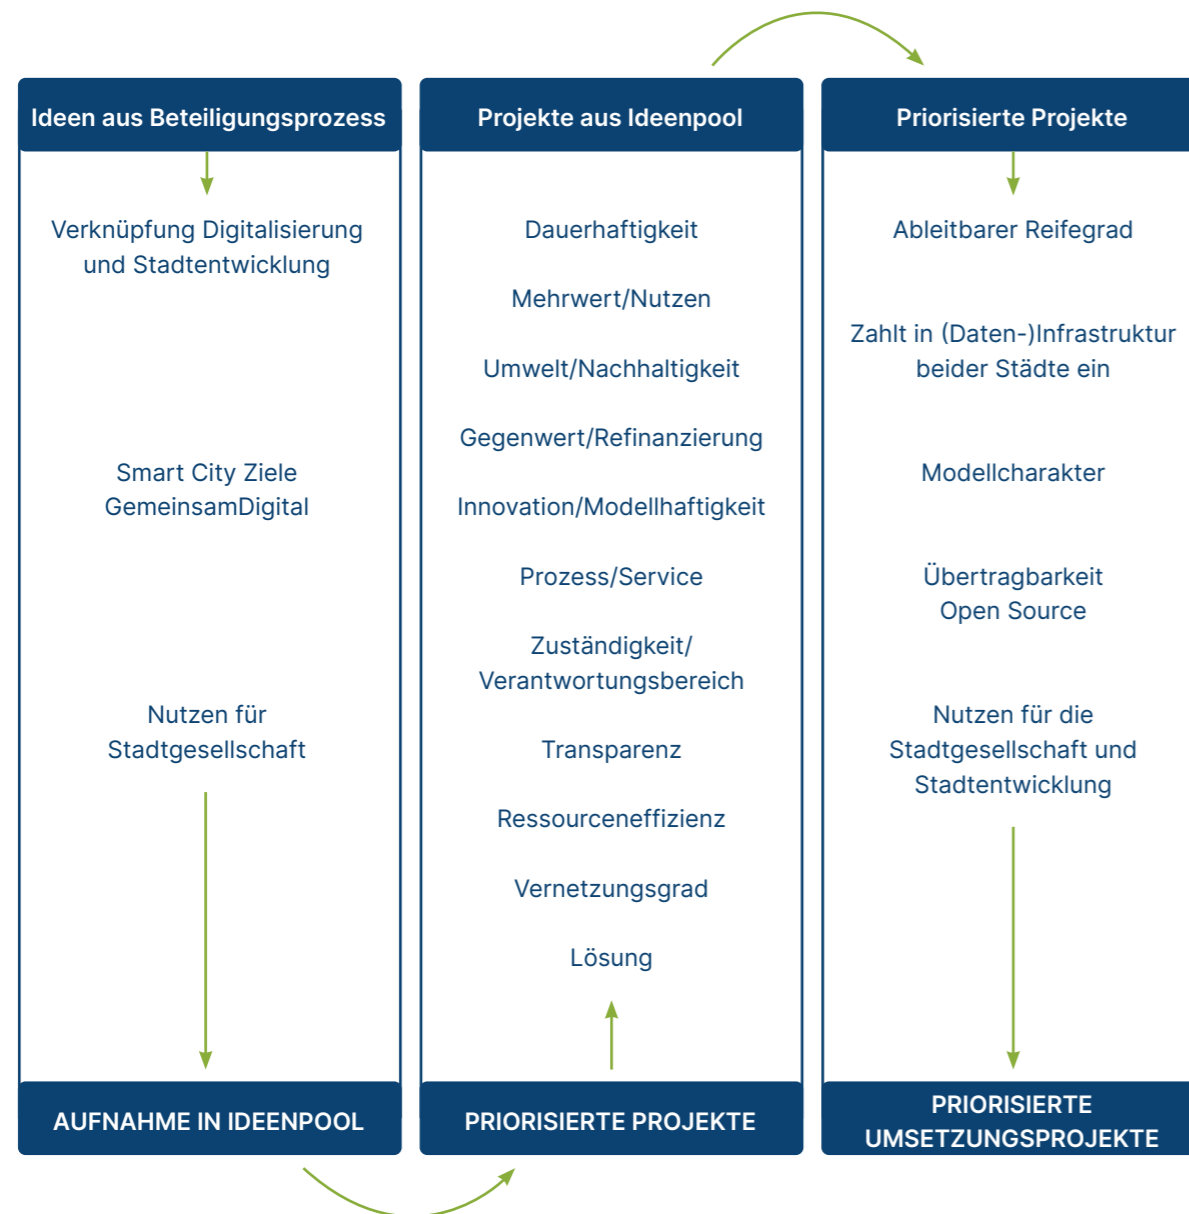 Ideen aus Beteiligungsprozess
Verknüpfung Digitalisierung
und Stadtentwicklung
Smart City Ziele
GemeinsamDigital
Nutzen für
Stadtgesellschaft
AUFNAHME IN IDEENPOOL
Projekte aus Ideenpool
Dauerhaftigkeit
Mehrwert/Nutzen
Umwelt/Nachhaltigkeit
Gegenwert/Refinanzierung
Innovation/Modellhaftigkeit
Prozess/Service
Zuständigkeit/
Verantwortungsbereich
Transparenz
Ressourceneffizienz
Vernetzungsgrad
Lösung
PRIORISIERTE PROJEKTE
Priorisierte Projekte
Ableitbarer Reifegrad
Zahlt in (Daten-)Infrastruktur
beider Städte ein
Modellcharakter
Übertragbarkeit
Open Source
Nutzen für die
Stadtgesellschaft und
Stadtentwicklung
PRIORISIERTE
UMSETZUNGSPROJEKTE